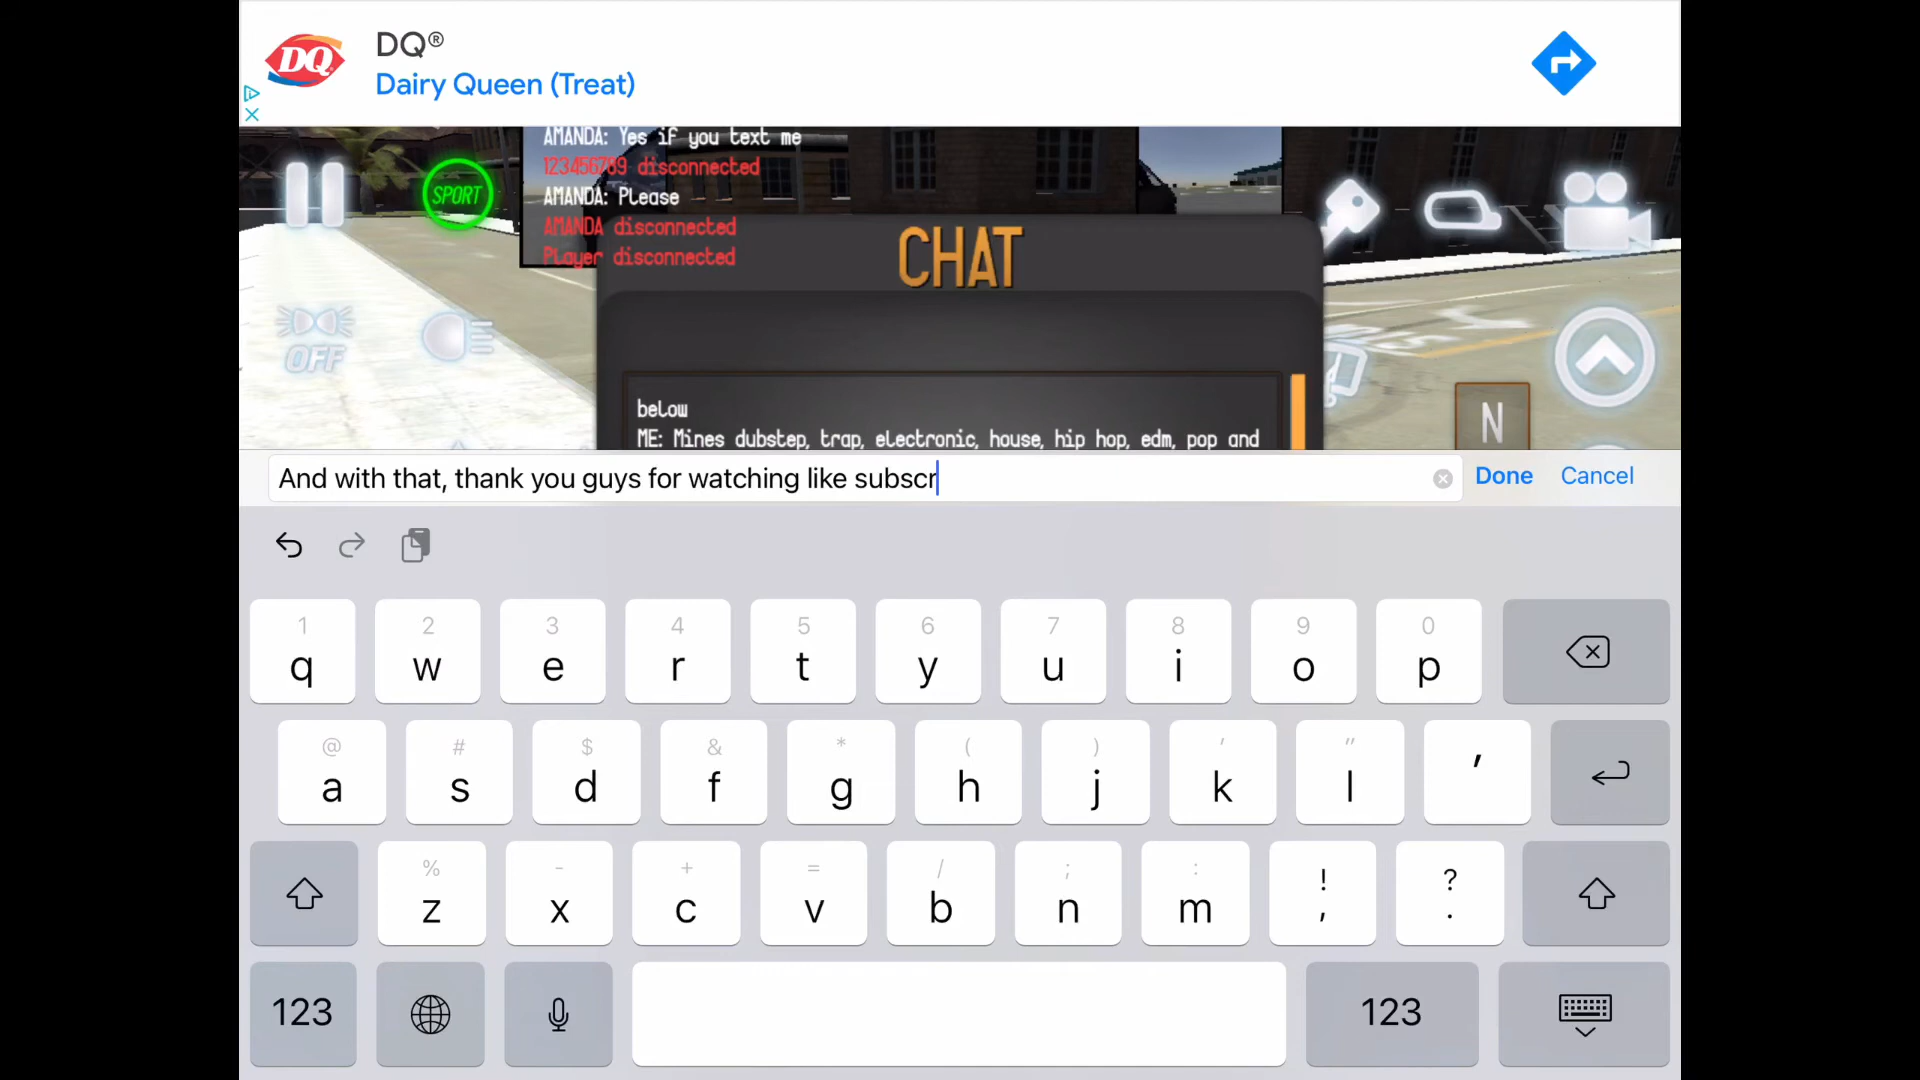 DQ
DQ®
Dairy Queen (Treat)
AMANDA: Yes if you text me
123456789 disconnected
SPORT
AMANDA: Please
AMANDA disconnected
Player disconnected
CHAT
OFF
below
N
ME: Mines dubstep, trap, electronic, house, hip hop, edm, pop and
And with that, thank you guys for watching like subscr
Done
Cancel
1 2 3 4 5 6 7 8 9 0
q w e r t y u i o p
@ # $ & * ( ) ' "
a s d f g h j k l '
% - + = / ; : ! ?
z x c v b n m , .
123
123